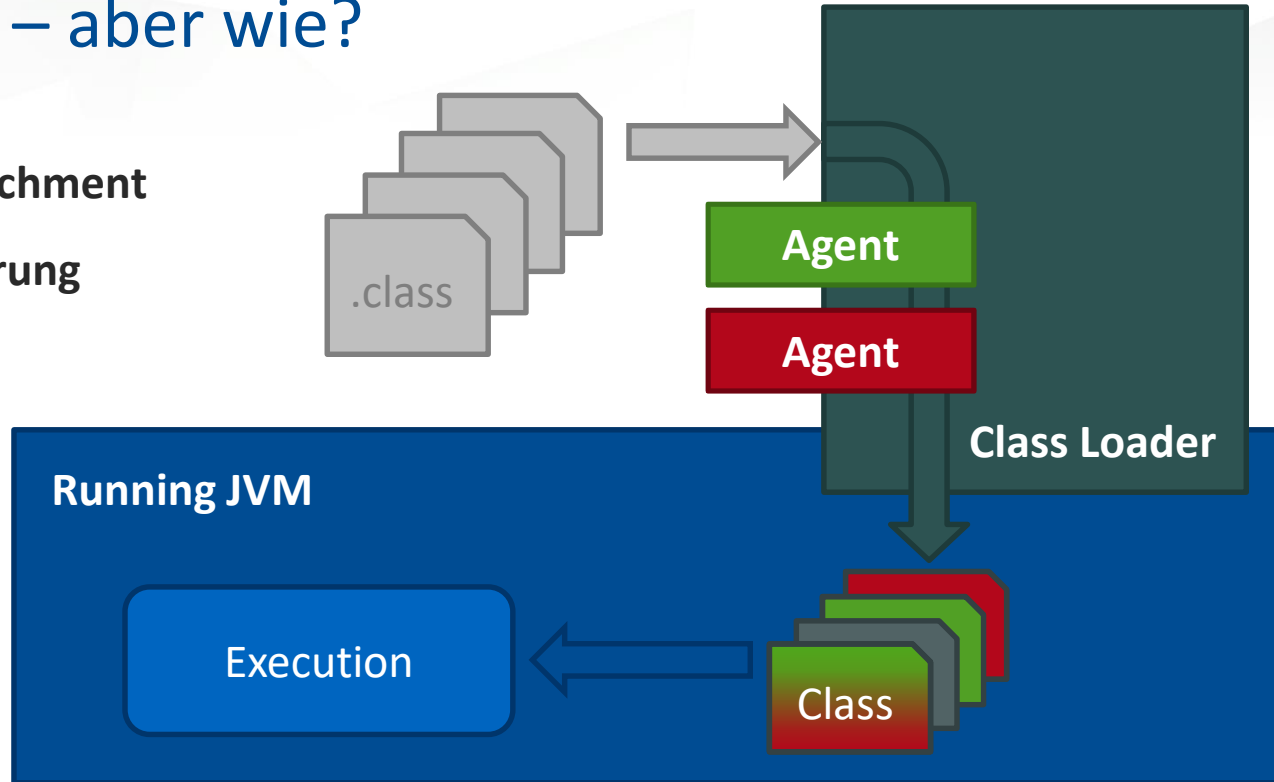 – aber wie?
chment
rung
.class
Agent
Agent
Class Loader
Running JVM
Execution
Class